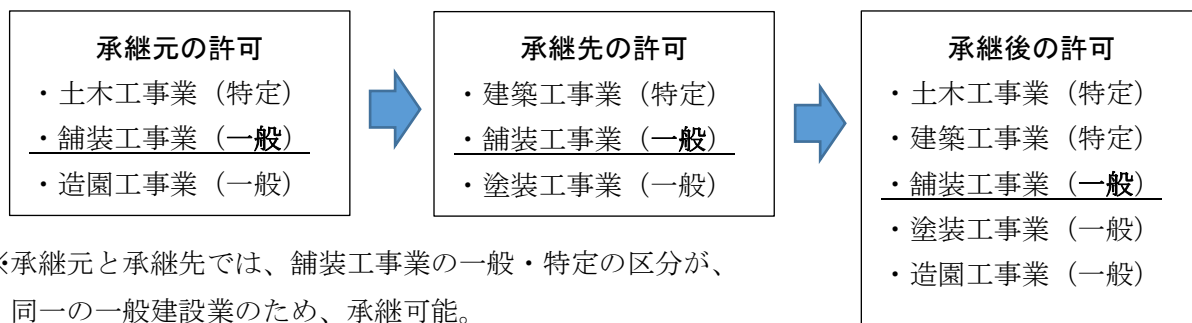 承継元の許可
・土木工事業（特定）
・舗装工事業（一般）
・造園工事業（一般）
承継先の許可
・建築工事業（特定）
・舗装工事業（一般）
・塗装工事業（一般）
承継後の許可
・土木工事業（特定）
・建築工事業（特定）
・舗装工事業（一般）
・塗装工事業（一般）
・造園工事業（一般）
※承継元と承継先では、舗装工事業の一般・特定の区分が、
同一の一般建設業のため、承継可能。